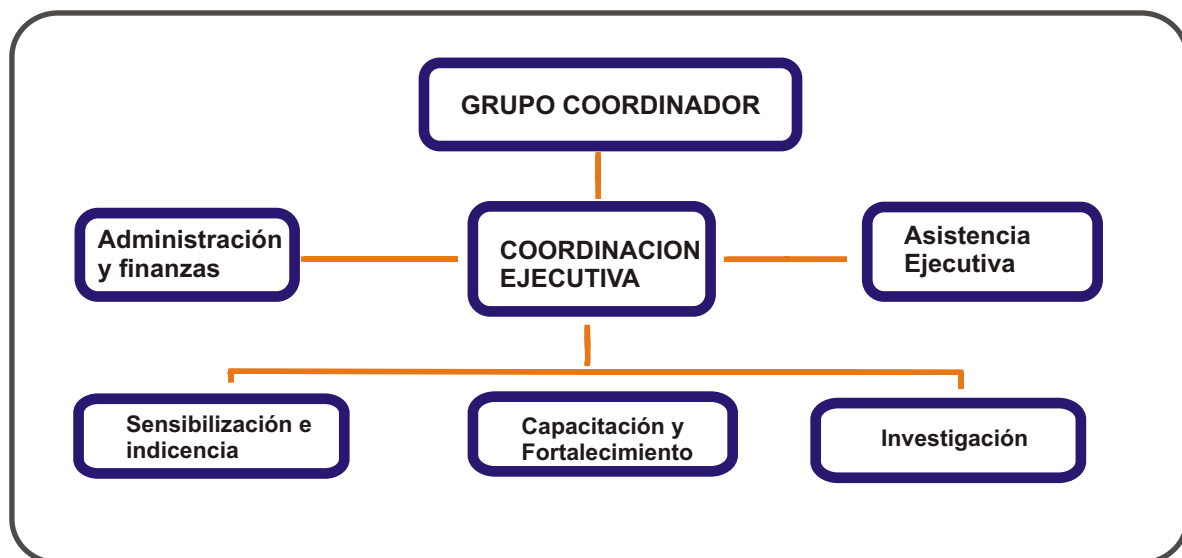 GRUPO COORDINADOR
Administración
y finanzas
COORDINACION
EJECUTIVA
Asistencia
Ejecutiva
Sensibilización e
indicencia
Capacitación y
Fortalecimiento
Investigación